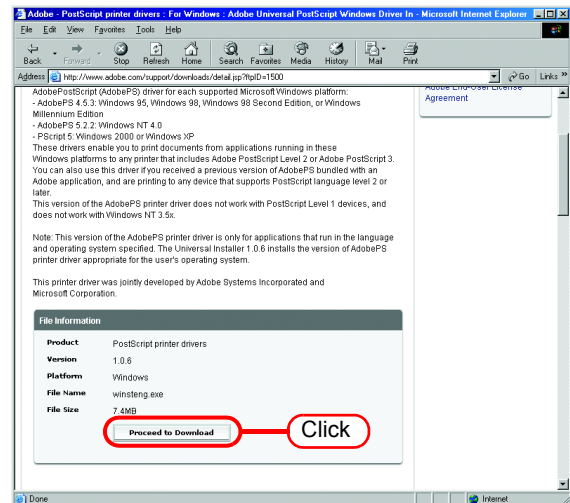 Adobe - PostScript printer drivers : For Windows : Adobe Universal PostScript Windows Driver In - Microsoft Internet Explorer
File Edit View Favorites Tools Help
Back Forward Stop Refresh Home Search Favorites Media History Mail Print
Address http://www.adobe.com/support/downloads/detail.jsp?ftpID=1500 Go Links »
AdobePostScript (AdobePS) driver for each supported Microsoft Windows platform:
- AdobePS 4.5.3: Windows 95, Windows 98, Windows 98 Second Edition, or Windows
Millennium Edition
- AdobePS 5.2.2: Windows NT 4.0
- PScript 5: Windows 2000 or Windows XP
These drivers enable you to print documents from applications running in these
Windows platforms to any printer that includes Adobe PostScript Level 2 or Adobe PostScript 3.
You can also use this driver if you received a previous version of AdobePS bundled with an
Adobe application, and are printing to any device that supports PostScript language level 2 or
later.
This version of the AdobePS printer driver does not work with PostScript Level 1 devices, and
does not work with Windows NT 3.5x.
Note: This version of the AdobePS printer driver is only for applications that run in the language
and operating system specified. The Universal Installer 1.0.6 installs the version of AdobePS
printer driver appropriate for the user's operating system.
This printer driver was jointly developed by Adobe Systems Incorporated and
Microsoft Corporation.
Adobe End-User License
Agreement
File Information
Product PostScript printer drivers
Version 1.0.6
Platform Windows
File Name winsteng.exe
File Size 7.4MB
Proceed to Download
Click
Done Internet